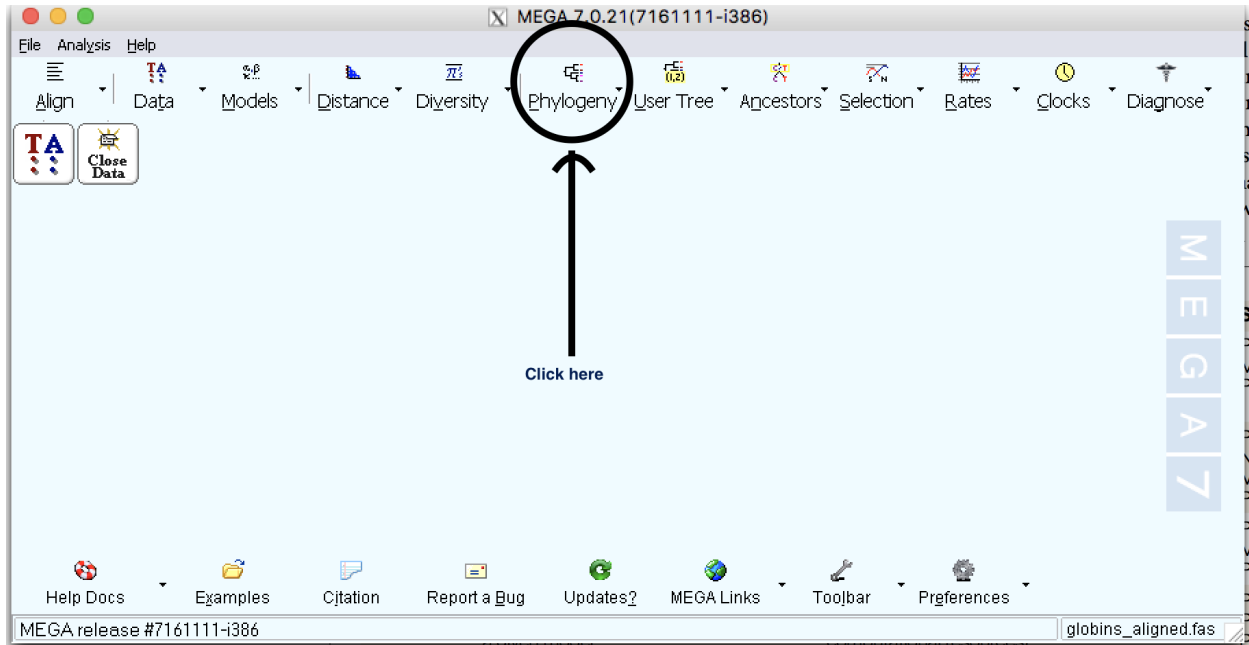 MEGA 7.0.21(7161111-i386)
File Analysis Help
Align Data Models Distance Diversity Phylogeny User Tree Ancestors Selection Rates Clocks Diagnose
TA
Close
Data
Click here
MEGA7
Help Docs Examples Citation Report a Bug Updates? MEGA Links Toolbar Preferences
MEGA release #7161111-i386 globins_aligned.fas